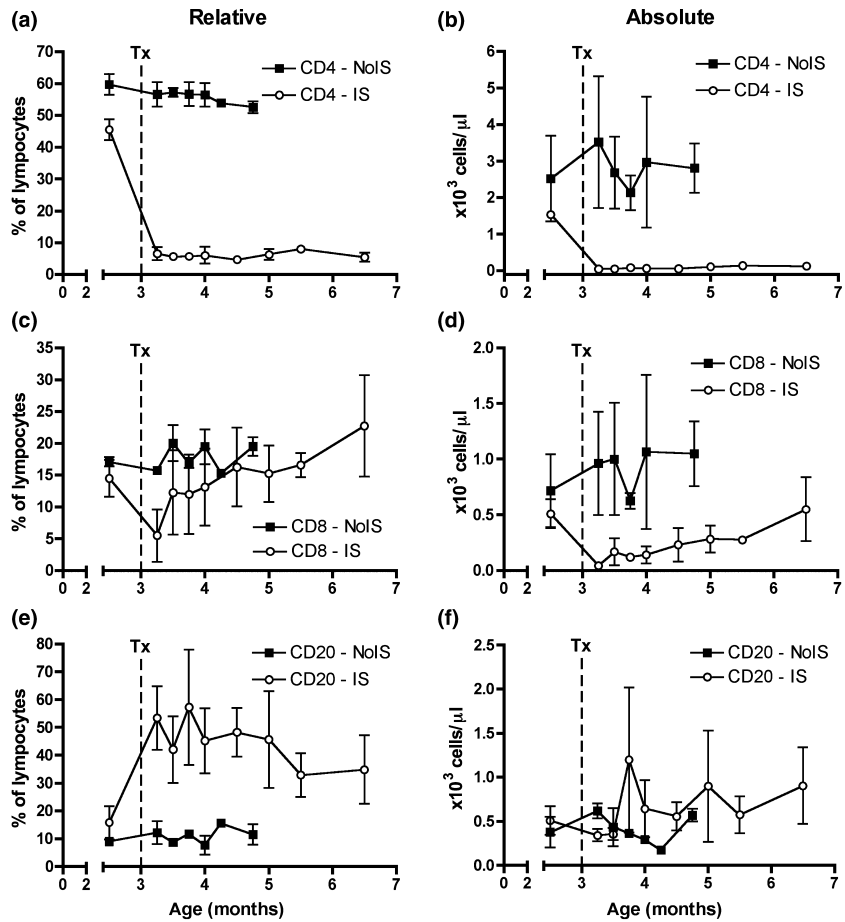 Relative
Absolute
(a)
Tx
CD4 - NoIS
CD4 - IS
% of lympocytes
70
60
50
40
30
20
10
0
0 2 3 4 5 6 7
(b)
Tx
CD4 - NoIS
CD4 - IS
x10³ cells/μl
6
5
4
3
2
1
0
0 2 3 4 5 6 7
(c)
Tx
CD8 - NoIS
CD8 - IS
% of lympocytes
35
30
25
20
15
10
5
0
0 2 3 4 5 6 7
(d)
Tx
CD8 - NoIS
CD8 - IS
x10³ cells/μl
2.0
1.5
1.0
0.5
0.0
0 2 3 4 5 6 7
(e)
Tx
CD20 - NoIS
CD20 - IS
% of lympocytes
80
70
60
50
40
30
20
10
0
0 2 3 4 5 6 7
Age (months)
(f)
Tx
CD20 - NoIS
CD20 - IS
x10³ cells/μl
2.5
2.0
1.5
1.0
0.5
0.0
0 2 3 4 5 6 7
Age (months)